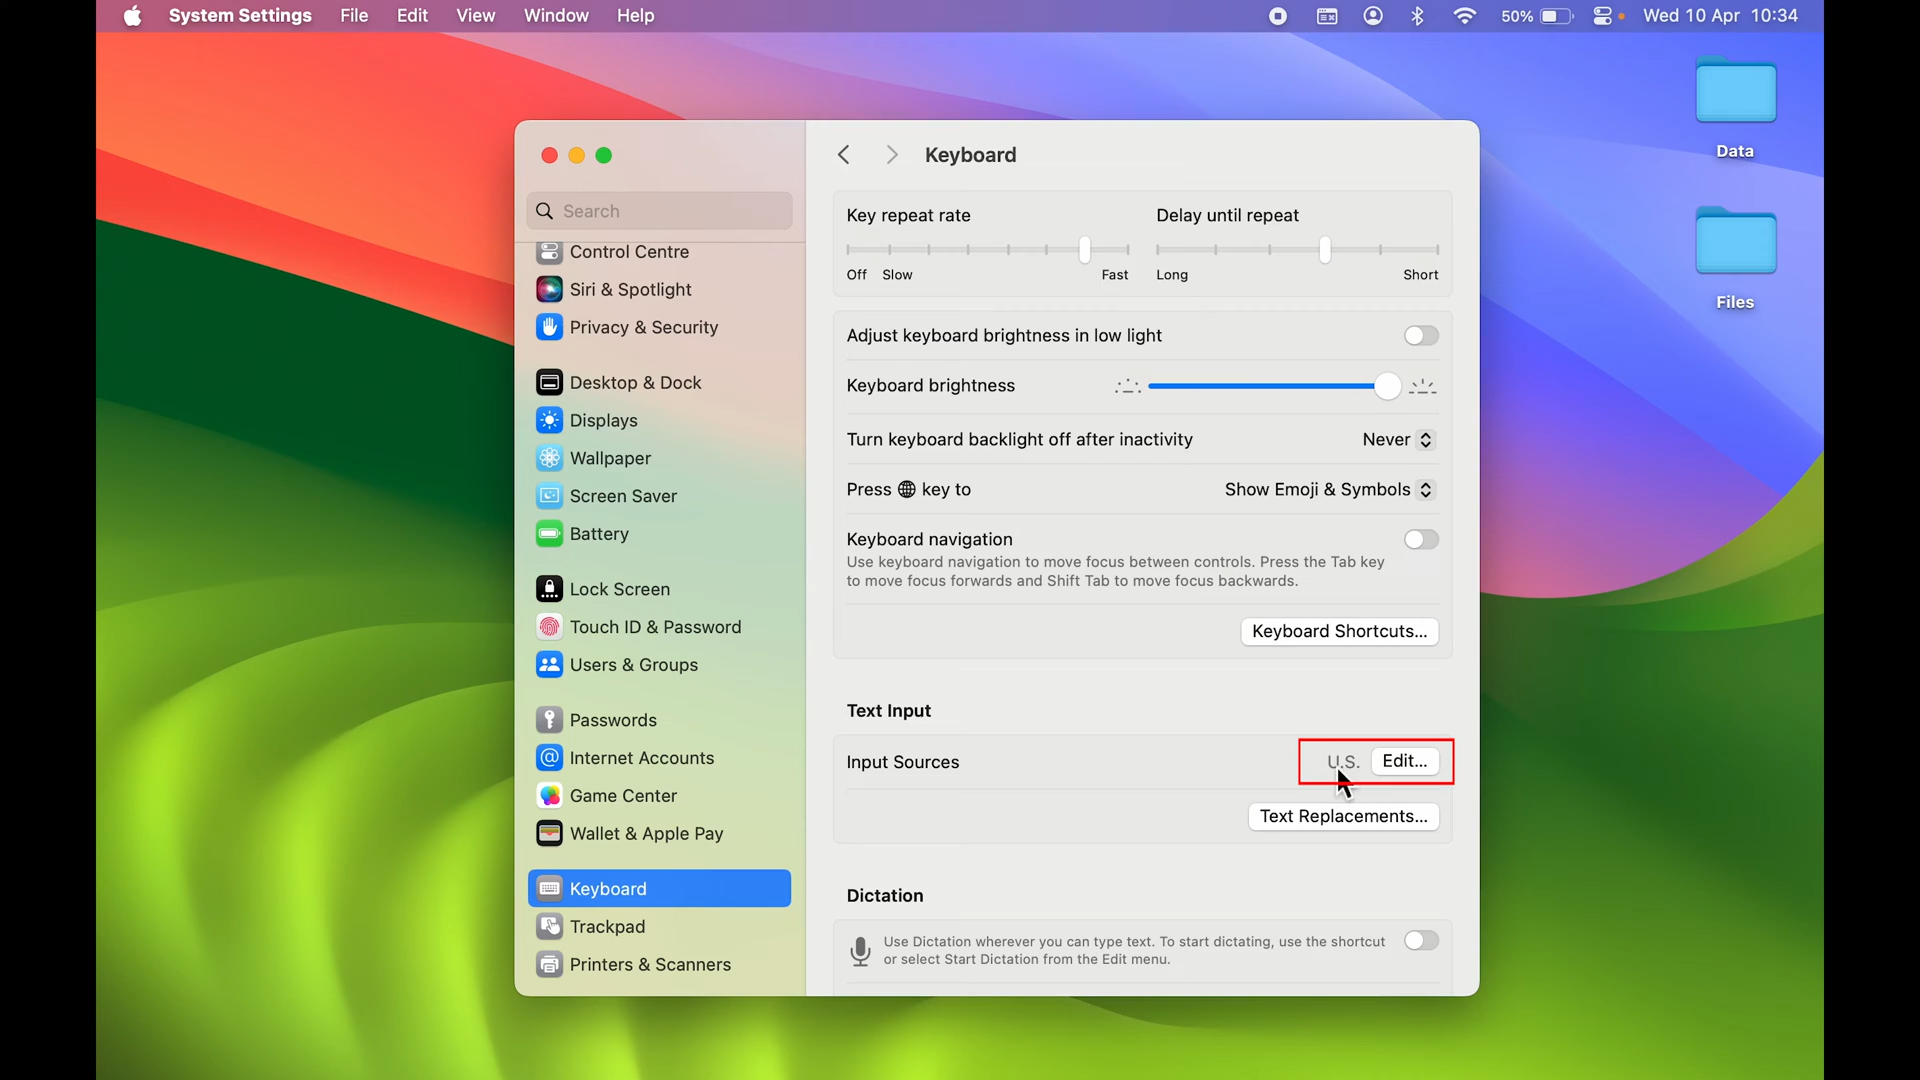 System Settings File Edit View Window Help 50% Wed 10 Apr 10:34
Data
Files
Search
Control Centre
Siri & Spotlight
Privacy & Security
Desktop & Dock
Displays
Wallpaper
Screen Saver
Battery
Lock Screen
Touch ID & Password
Users & Groups
Passwords
Internet Accounts
Game Center
Wallet & Apple Pay
Keyboard
Trackpad
Printers & Scanners
Keyboard
Key repeat rate Delay until repeat
Off Slow Fast Long Short
Adjust keyboard brightness in low light
Keyboard brightness
Turn keyboard backlight off after inactivity Never
Press key to Show Emoji & Symbols
Keyboard navigation
Use keyboard navigation to move focus between controls. Press the Tab key
to move focus forwards and Shift Tab to move focus backwards.
Keyboard Shortcuts...
Text Input
Input Sources U.S. Edit...
Text Replacements...
Dictation
Use Dictation wherever you can type text. To start dictating, use the shortcut
or select Start Dictation from the Edit menu.